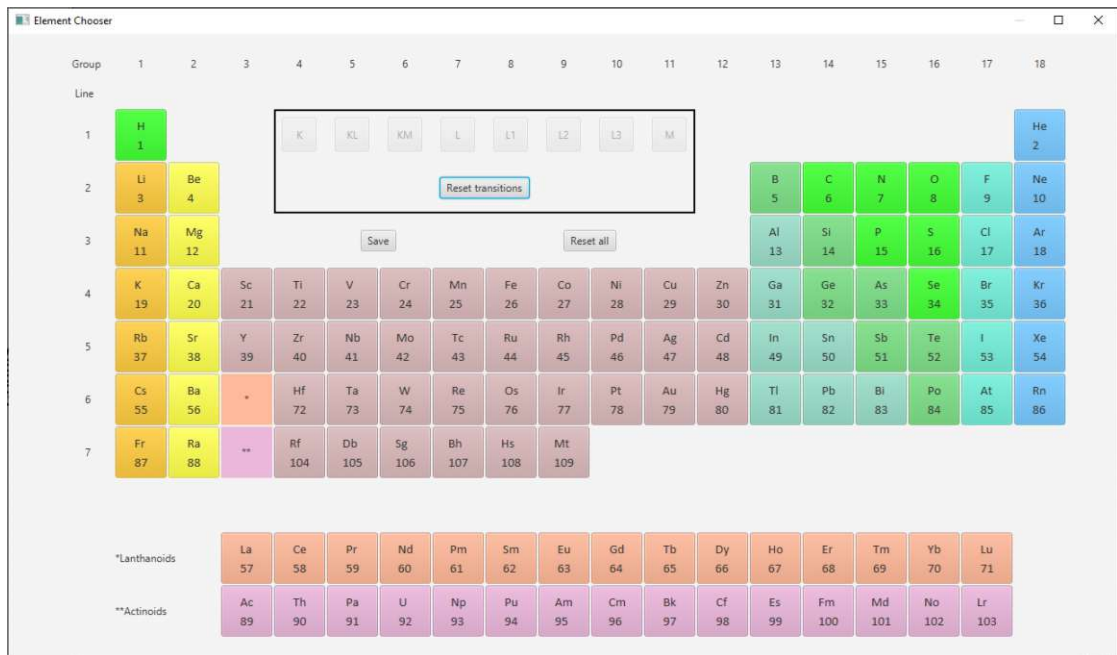 Element Chooser
Group 1 2 3 4 5 6 7 8 9 10 11 12 13 14 15 16 17 18
Line
K KL KM L L1 L2 L3 M
1 H He
1 2
Reset transitions
2 Li Be B C N O F Ne
3 4 5 6 7 8 9 10
3 Na Mg Save Reset all Al Si P S Cl Ar
11 12 13 14 15 16 17 18
4 K Ca Sc Ti V Cr Mn Fe Co Ni Cu Zn Ga Ge As Se Br Kr
19 20 21 22 23 24 25 26 27 28 29 30 31 32 33 34 35 36
5 Rb Sr Y Zr Nb Mo Tc Ru Rh Pd Ag Cd In Sn Sb Te I Xe
37 38 39 40 41 42 43 44 45 46 47 48 49 50 51 52 53 54
6 Cs Ba * Hf Ta W Re Os Ir Pt Au Hg Tl Pb Bi Po At Rn
55 56 72 73 74 75 76 77 78 79 80 81 82 83 84 85 86
7 Fr Ra ** Rf Db Sg Bh Hs Mt
87 88 104 105 106 107 108 109
*Lanthanoids La Ce Pr Nd Pm Sm Eu Gd Tb Dy Ho Er Tm Yb Lu
57 58 59 60 61 62 63 64 65 66 67 68 69 70 71
**Actinoids Ac Th Pa U Np Pu Am Cm Bk Cf Es Fm Md No Lr
89 90 91 92 93 94 95 96 97 98 99 100 101 102 103